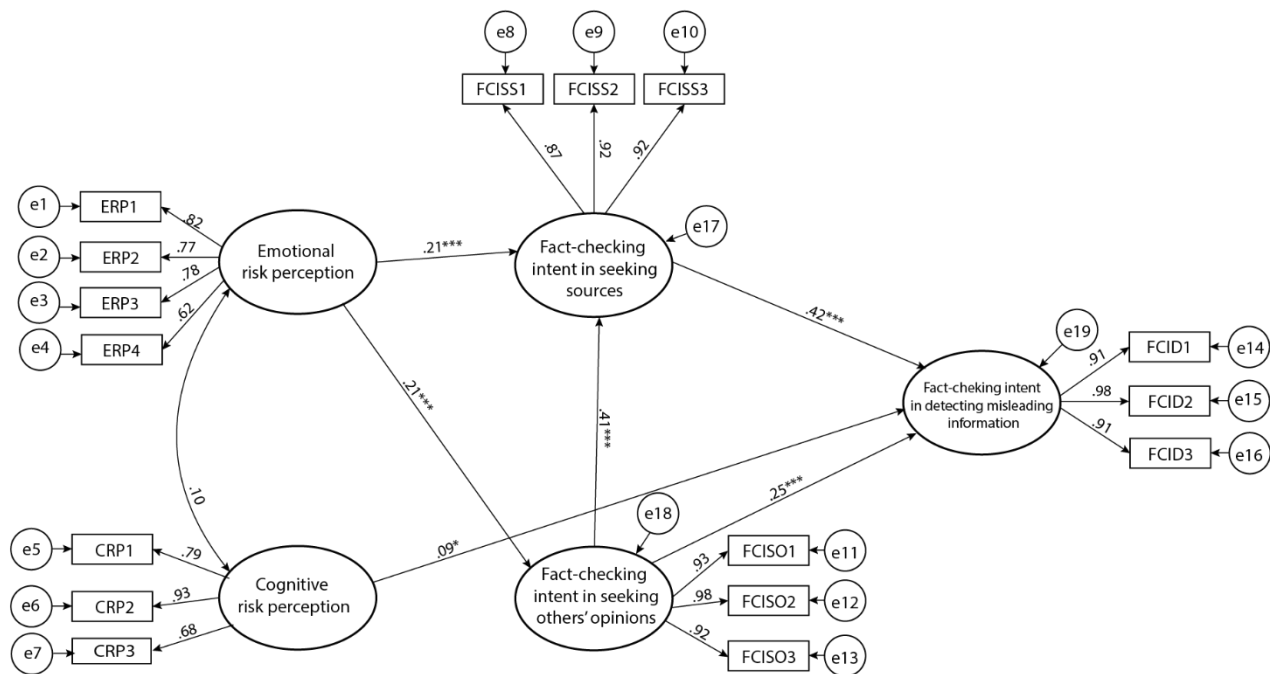 e8
e9
e10
FCISS1
FCISS2
FCISS3
.87
.92
.92
e1
ERP1
.82
e2
ERP2
.77
e3
ERP3
.78
e4
ERP4
.62
Emotional
risk perception
.21***
Fact-checking
intent in seeking
sources
e17
.42***
.21***
.41***
.10
e19
Fact-cheking intent
in detecting misleading
information
.91
FCID1
e14
.98
FCID2
e15
.91
FCID3
e16
.25***
.09*
e18
e5
CRP1
.79
e6
CRP2
.93
e7
CRP3
.68
Cognitive
risk perception
Fact-checking
intent in seeking
others' opinions
.93
FCISO1
e11
.98
FCISO2
e12
.92
FCISO3
e13